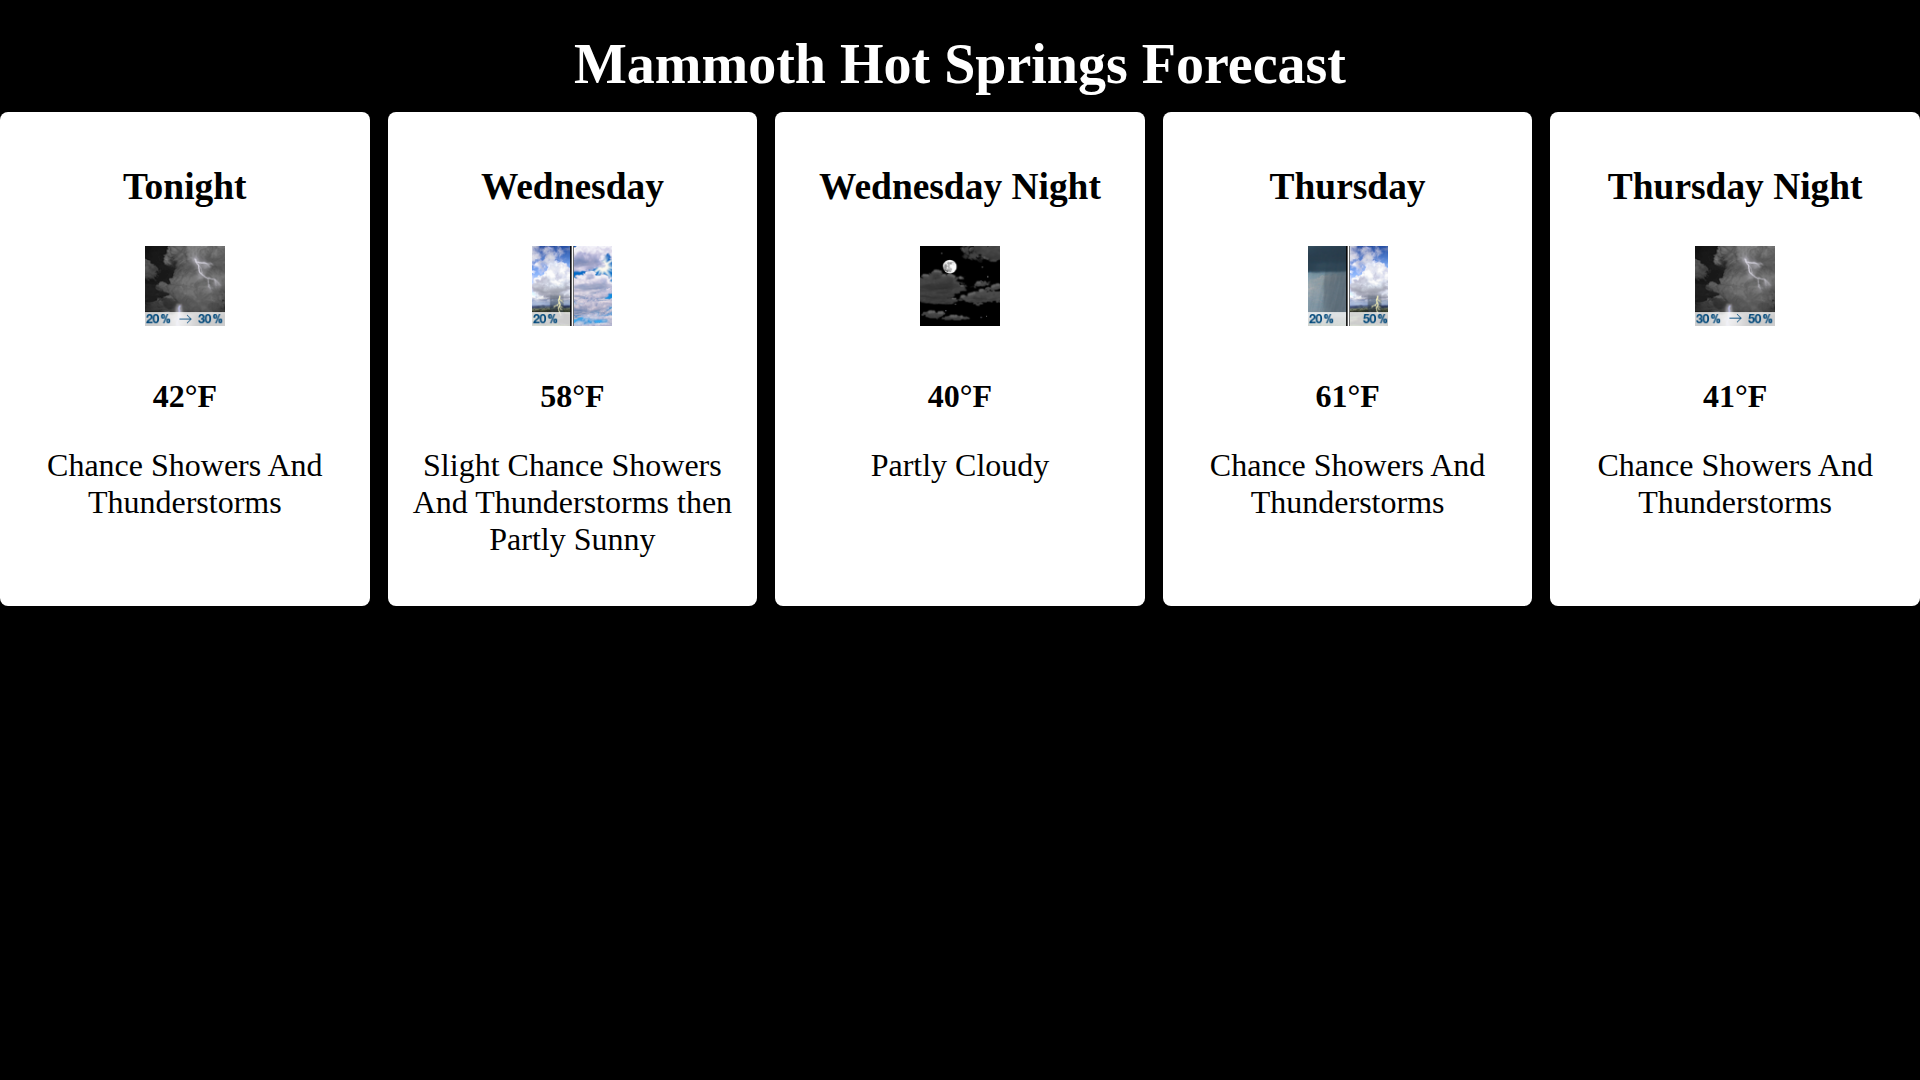 Mammoth Hot Springs Forecast
Tonight
20% → 30%
42°F
Chance Showers And
Thunderstorms
Wednesday
20%
58°F
Slight Chance Showers
And Thunderstorms then
Partly Sunny
Wednesday Night
40°F
Partly Cloudy
Thursday
20% 50%
61°F
Chance Showers And
Thunderstorms
Thursday Night
30% → 50%
41°F
Chance Showers And
Thunderstorms